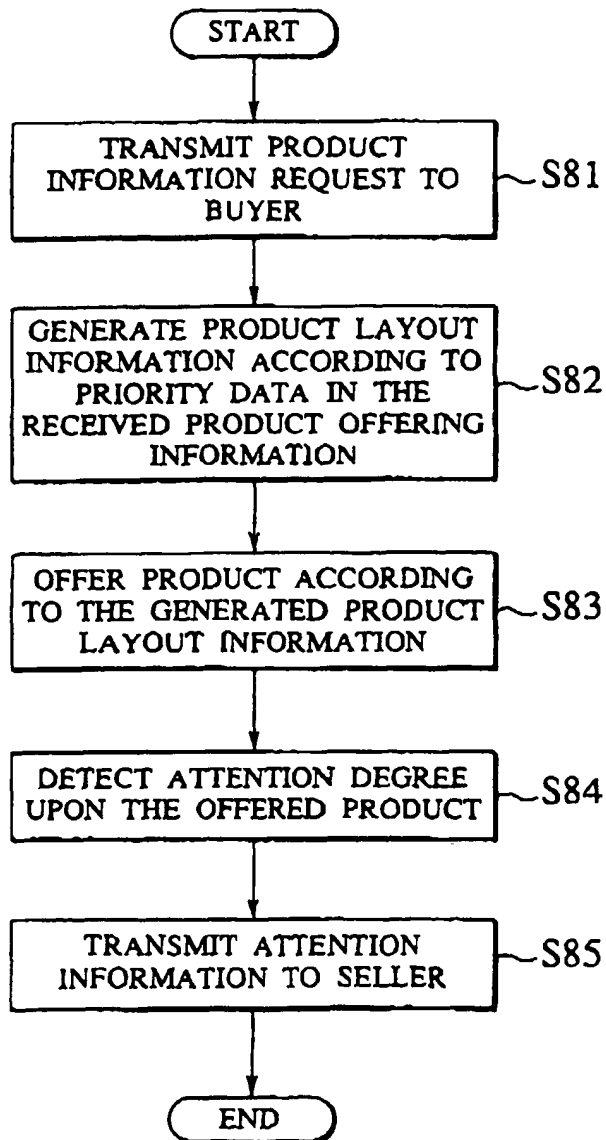 START
TRANSMIT PRODUCT
INFORMATION REQUEST TO
BUYER
S81
GENERATE PRODUCT LAYOUT
INFORMATION ACCORDING TO
PRIORITY DATA IN THE
RECEIVED PRODUCT OFFERING
INFORMATION
S82
OFFER PRODUCT ACCORDING
TO THE GENERATED PRODUCT
LAYOUT INFORMATION
S83
DETECT ATTENTION DEGREE
UPON THE OFFERED PRODUCT
S84
TRANSMIT ATTENTION
INFORMATION TO SELLER
S85
END